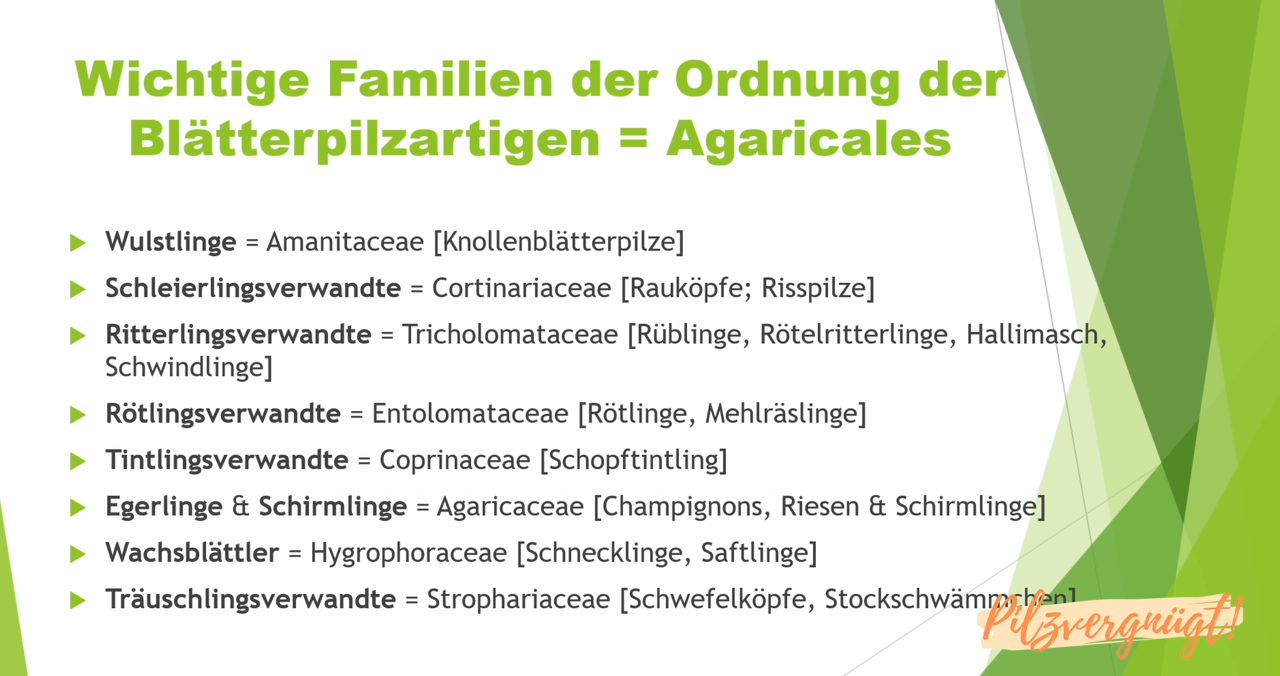 Wichtige Familien der Ordnung der
Blätterpilzartigen = Agaricales
Wulstlinge = Amanitaceae [Knollenblätterpilze]
Schleierlingsverwandte = Cortinariaceae [Rauköpfe; Risspilze]
Ritterlingsverwandte = Tricholomataceae [Rüblinge, Rötelritterlinge, Hallimasch,
Schwindlinge]
Rötlingsverwandte = Entolomataceae [Rötlinge, Mehlräslinge]
Tintlingsverwandte = Coprinaceae [Schopftintling]
Egerlinge & Schirmlinge = Agaricaceae [Champignons, Riesen & Schirmlinge]
Wachsblättler = Hygrophoraceae [Schnecklinge, Saftlinge]
Träuschlingsverwandte = Strophariaceae [Schwefelköpfe, Stockschwämmchen]
Pilzvergnügt!